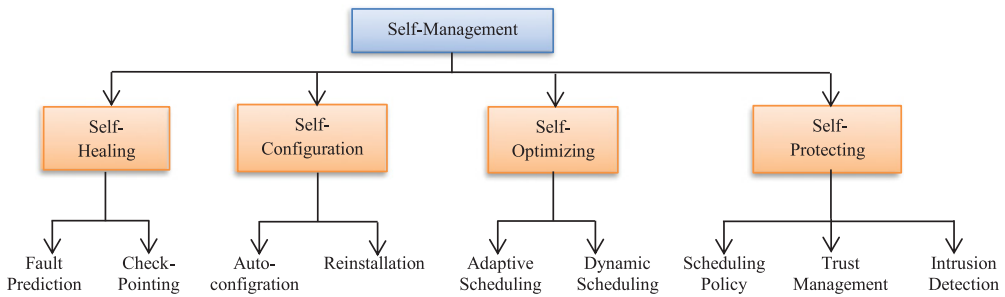 Self-Management
Self-
Healing
Self-
Configuration
Self-
Optimizing
Self-
Protecting
Fault
Prediction
Check-
Pointing
Auto-
configration
Reinstallation
Adaptive
Scheduling
Dynamic
Scheduling
Scheduling
Policy
Trust
Management
Intrusion
Detection